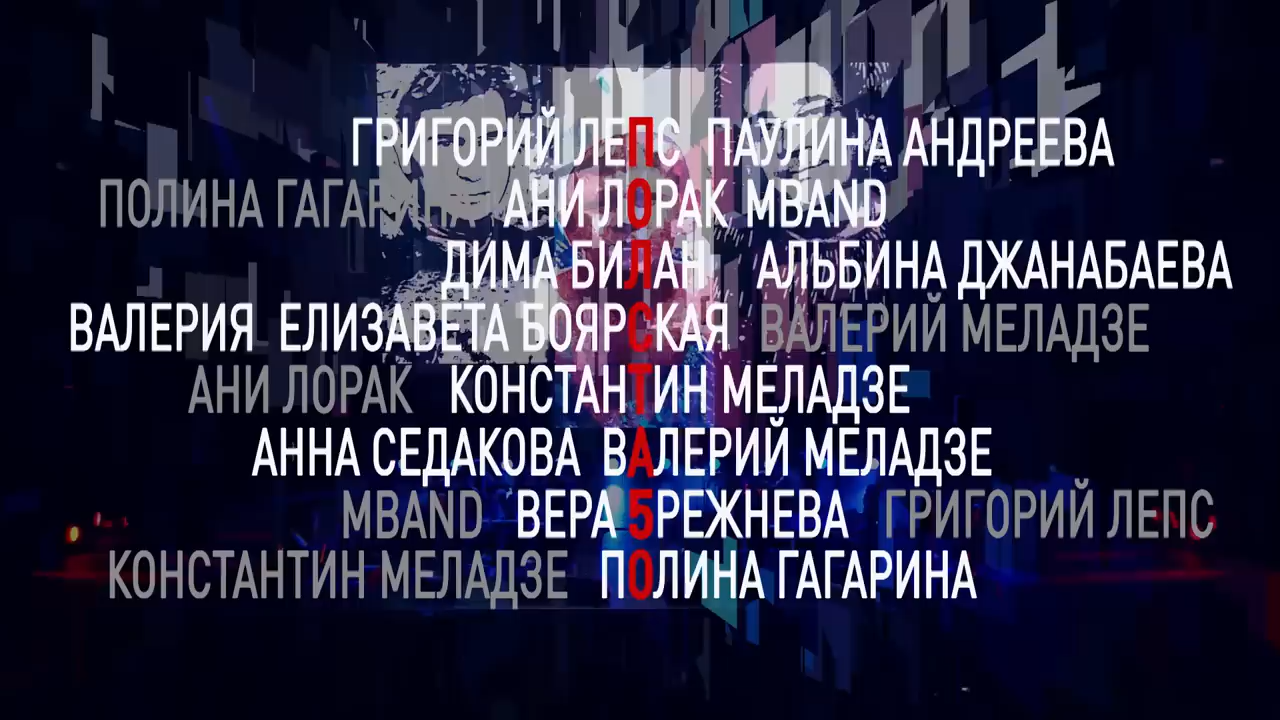 ГРИГОРИЙ ЛЕПС ПАУЛИНА АНДРЕЕВА
ПОЛИНА ГАГАРИНА АНИ ЛОРАК MBAND
ДИМА БИЛАН АЛЬБИНА ДЖАНАБАЕВА
ВАЛЕРИЯ ЕЛИЗАВЕТА БОЯРСКАЯ ВАЛЕРИЙ МЕЛАДЗЕ
АНИ ЛОРАК КОНСТАНТИН МЕЛАДЗЕ
АННА СЕДАКОВА ВАЛЕРИЙ МЕЛАДЗЕ
MBAND ВЕРА 5РЕЖНЕВА ГРИГОРИЙ ЛЕПС
КОНСТАНТИН МЕЛАДЗЕ ПОЛИНА ГАГАРИНА